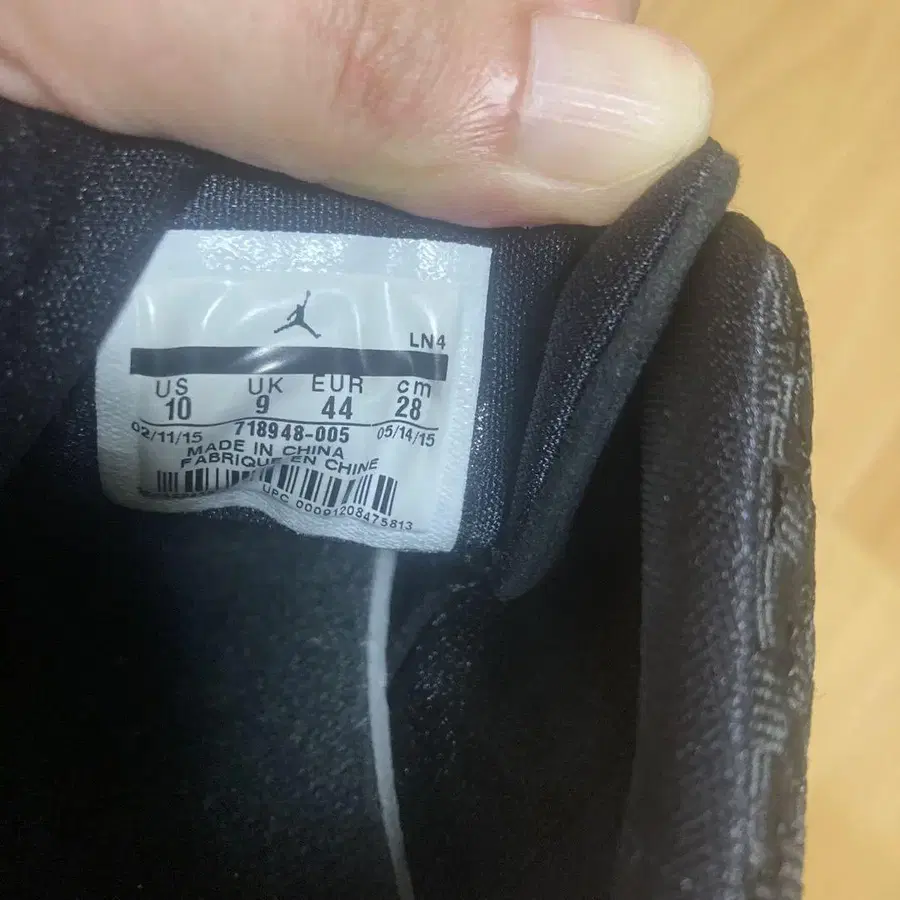 LN4
US UK EUR cm
10 9 44 28
02/11/15 718948-005 05/14/15
MADE IN CHINA
FABRIQUE EN CHINE
UPC 00091208475813